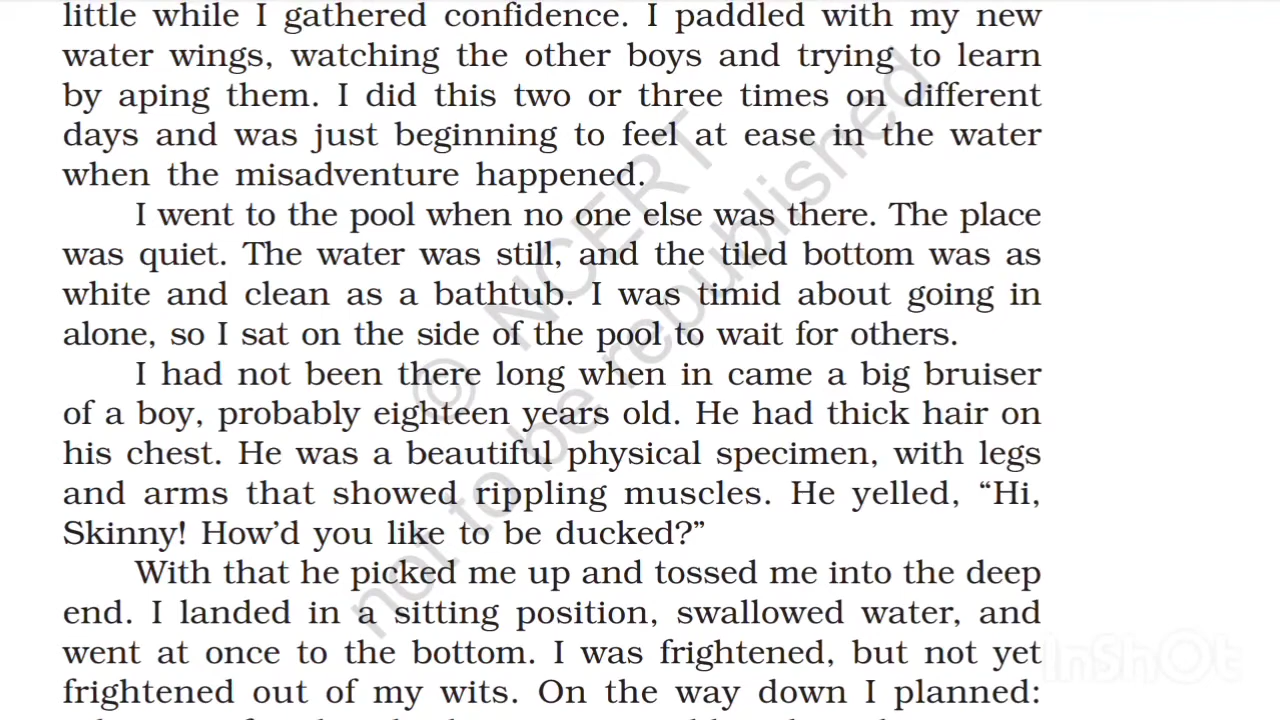 little while I gathered confidence. I paddled with my new
water wings, watching the other boys and trying to learn
by aping them. I did this two or three times on different
days and was just beginning to feel at ease in the water
when the misadventure happened.
I went to the pool when no one else was there. The place
was quiet. The water was still, and the tiled bottom was as
white and clean as a bathtub. I was timid about going in
alone, so I sat on the side of the pool to wait for others.
I had not been there long when in came a big bruiser
of a boy, probably eighteen years old. He had thick hair on
his chest. He was a beautiful physical specimen, with legs
and arms that showed rippling muscles. He yelled, “Hi,
Skinny! How’d you like to be ducked?”
With that he picked me up and tossed me into the deep
end. I landed in a sitting position, swallowed water, and
went at once to the bottom. I was frightened, but not yet
frightened out of my wits. On the way down I planned:
© NCERT
not to be republished
InShOt